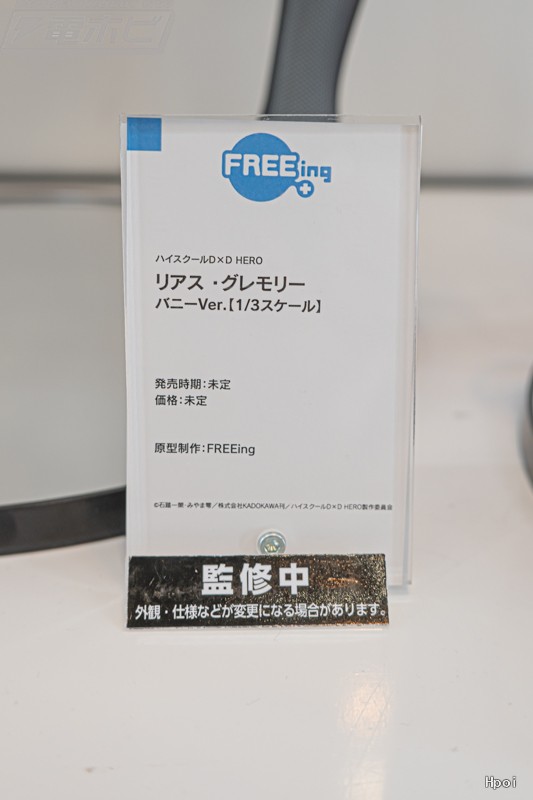 電ホビ
FREEing
ハイスクールD×D HERO
リアス・グレモリー
バニーVer.【1/3スケール】
発売時期：未定
価格：未定
原型制作：FREEing
©石踏一榮・みやま零／株式会社KADOKAWA刊／ハイスクールD×D HERO製作委員会
監修中
外観・仕様などが変更になる場合があります。
Hpoi